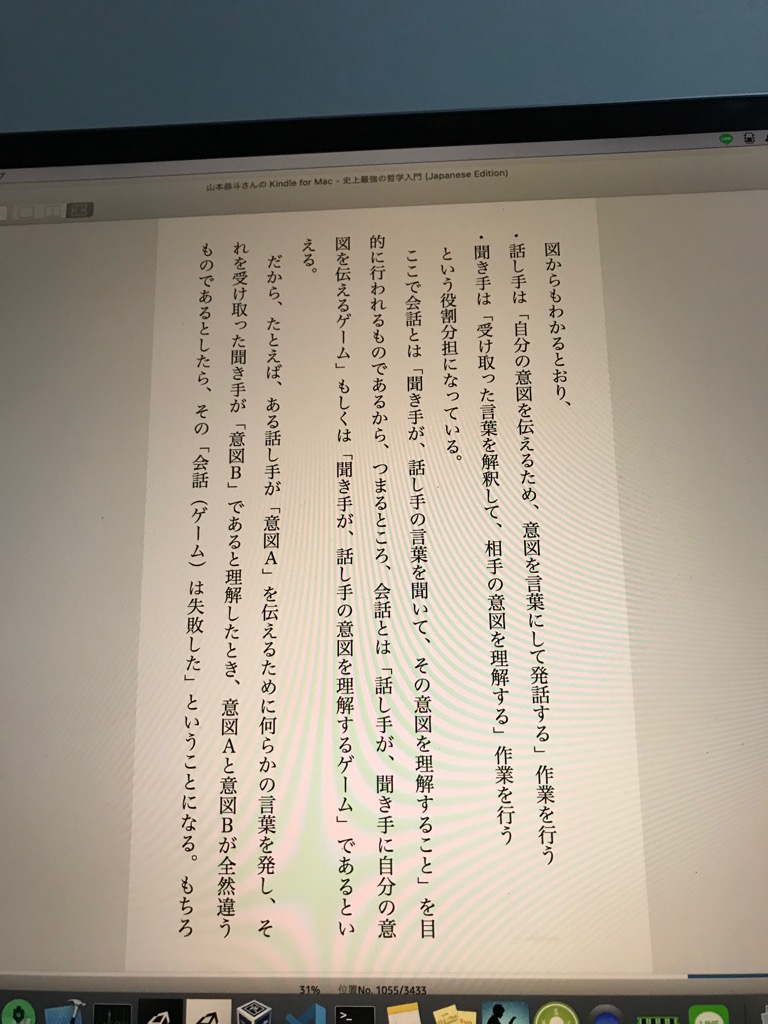 山本恭斗さんの Kindle for Mac - 史上最強の哲学入門 (Japanese Edition)
図からもわかるとおり、
・話し手は「自分の意図を伝えるため、意図を言葉にして発話する」作業を行う
・聞き手は「受け取った言葉を解釈して、相手の意図を理解する」作業を行う
という役割分担になっている。
ここで会話とは「聞き手が、話し手の言葉を聞いて、その意図を理解すること」を目
的に行われるものであるから、つまるところ、会話とは「話し手が、聞き手に自分の意
図を伝えるゲーム」もしくは「聞き手が、話し手の意図を理解するゲーム」であるとい
える。
だから、たとえば、ある話し手が「意図A」を伝えるために何らかの言葉を発し、そ
れを受け取った聞き手が「意図B」であると理解したとき、意図Aと意図Bが全然違う
ものであるとしたら、その「会話（ゲーム）は失敗した」ということになる。もちろ
31% 位置No. 1055/3433